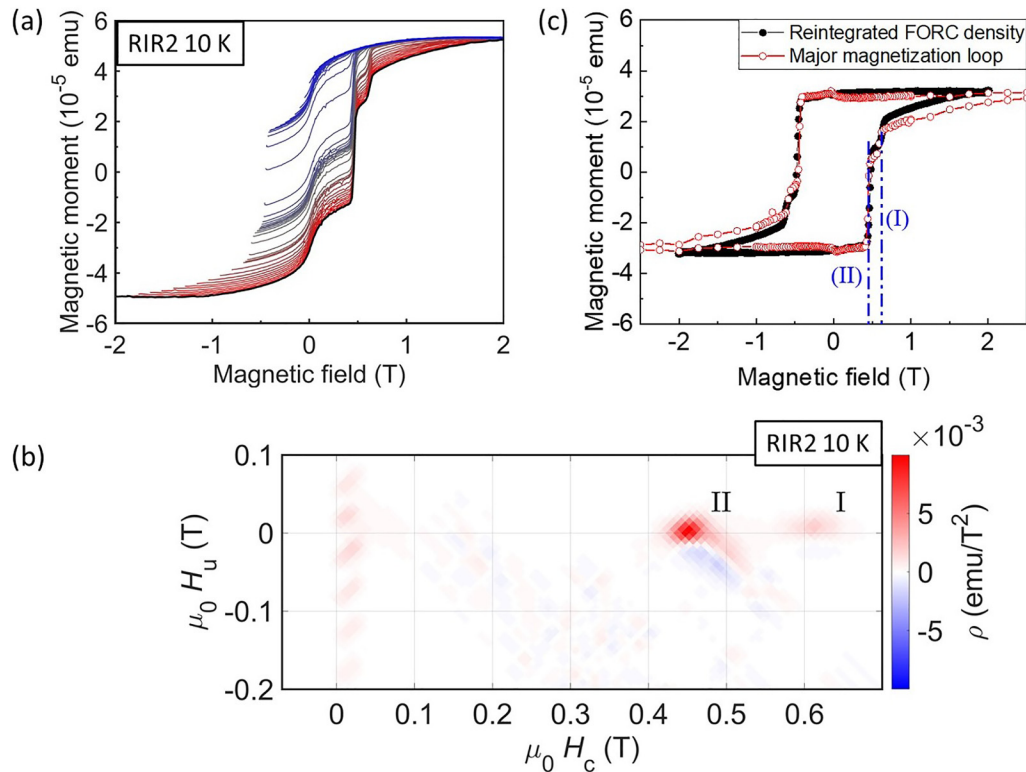 (a)
RIR2 10 K
Magnetic moment (10⁻⁵ emu)
6
4
2
0
-2
-4
-6
-2 -1 0 1 2
Magnetic field (T)
(c)
Reintegrated FORC density
Major magnetization loop
Magnetic moment (10⁻⁵ emu)
6
4
2
0
-2
-4
-6
(I)
(II)
-2 -1 0 1 2
Magnetic field (T)
(b)
RIR2 10 K
×10⁻³
μ₀ Hᵤ (T)
0.1
0
-0.1
-0.2
II
I
0 0.1 0.2 0.3 0.4 0.5 0.6
μ₀ H_c (T)
5
0
-5
ρ (emu/T²)